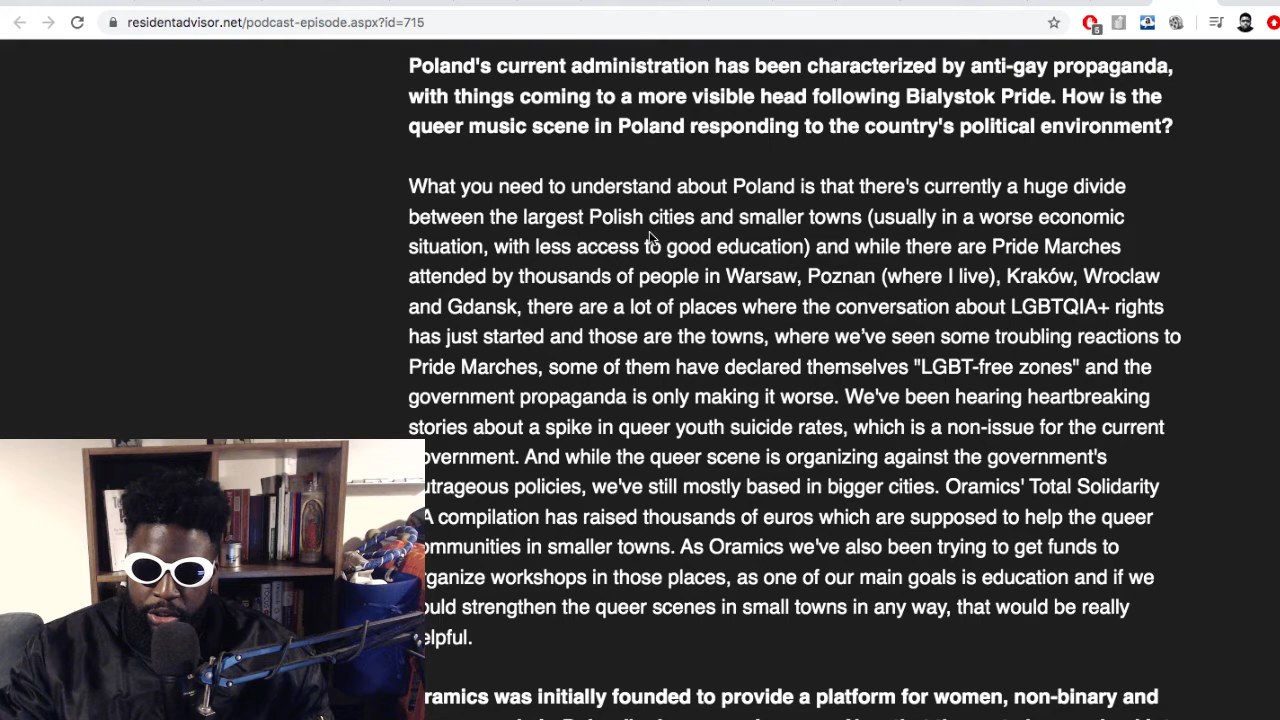 residentadvisor.net/podcast-episode.aspx?id=715
5
Poland's current administration has been characterized by anti-gay propaganda,
with things coming to a more visible head following Bialystok Pride. How is the
queer music scene in Poland responding to the country's political environment?
What you need to understand about Poland is that there's currently a huge divide
between the largest Polish cities and smaller towns (usually in a worse economic
situation, with less access to good education) and while there are Pride Marches
attended by thousands of people in Warsaw, Poznan (where I live), Kraków, Wroclaw
and Gdansk, there are a lot of places where the conversation about LGBTQIA+ rights
has just started and those are the towns, where we've seen some troubling reactions to
Pride Marches, some of them have declared themselves "LGBT-free zones" and the
government propaganda is only making it worse. We've been hearing heartbreaking
stories about a spike in queer youth suicide rates, which is a non-issue for the current
overnment. And while the queer scene is organizing against the government's
utrageous policies, we've still mostly based in bigger cities. Oramics' Total Solidarity
A compilation has raised thousands of euros which are supposed to help the queer
ommunities in smaller towns. As Oramics we've also been trying to get funds to
rganize workshops in those places, as one of our main goals is education and if we
ould strengthen the queer scenes in small towns in any way, that would be really
elpful.
ramics was initially founded to provide a platform for women, non-binary and